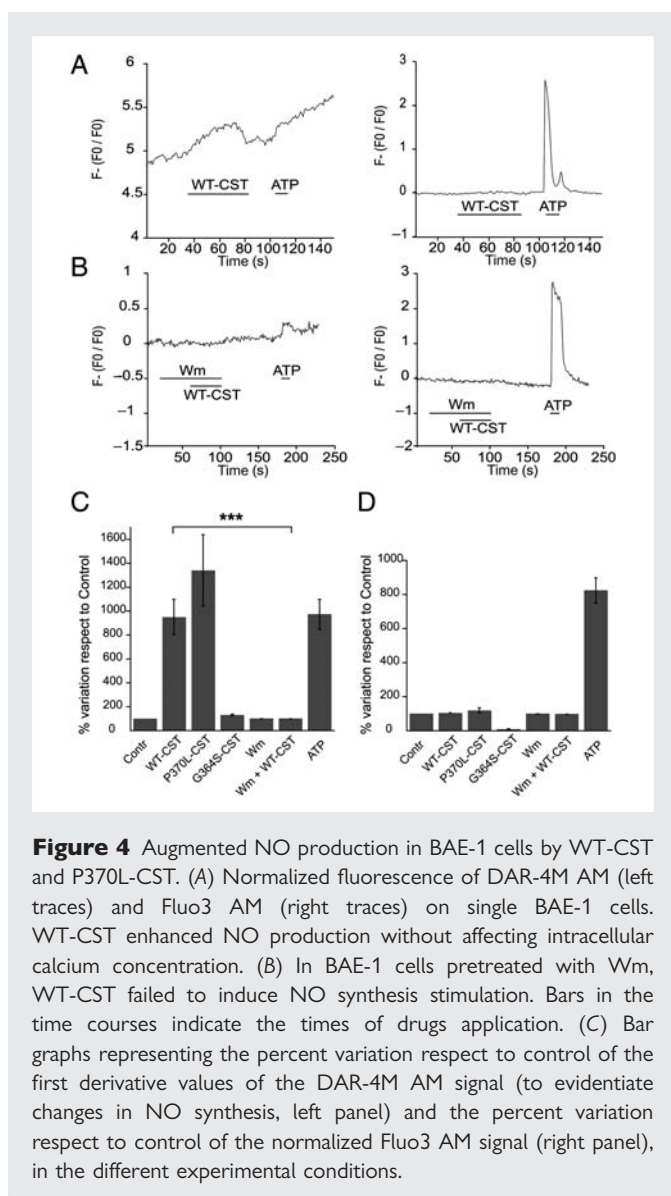 A
6
5.5
5
4.5
4
F- (F0 / F0)
WT-CST
ATP
20 40 60 80 100 120 140
Time (s)
3
2
1
0
−1
F- (F0 / F0)
WT-CST
ATP
20 40 60 80 100 120 140
Time (s)
B
1
0.5
0
−0.5
−1
−1.5
F- (F0 / F0)
Wm
WT-CST
ATP
50 100 150 200 250
Time (s)
3
2
1
0
−1
−2
F- (F0 / F0)
Wm
WT-CST
ATP
50 100 150 200 250
Time (s)
C
***
1600
1400
1200
1000
800
600
400
200
0
% variation respect to Control
Contr
WT-CST
P370L-CST
G364S-CST
Wm
Wm + WT-CST
ATP
D
1000
800
600
400
200
0
% variation respect to Control
Contr
WT-CST
P370L-CST
G364S-CST
Wm
Wm + WT-CST
ATP
Figure 4 Augmented NO production in BAE-1 cells by WT-CST
and P370L-CST. (A) Normalized fluorescence of DAR-4M AM (left
traces) and Fluo3 AM (right traces) on single BAE-1 cells.
WT-CST enhanced NO production without affecting intracellular
calcium concentration. (B) In BAE-1 cells pretreated with Wm,
WT-CST failed to induce NO synthesis stimulation. Bars in the
time courses indicate the times of drugs application. (C) Bar
graphs representing the percent variation respect to control of the
first derivative values of the DAR-4M AM signal (to evidentiate
changes in NO synthesis, left panel) and the percent variation
respect to control of the normalized Fluo3 AM signal (right panel),
in the different experimental conditions.